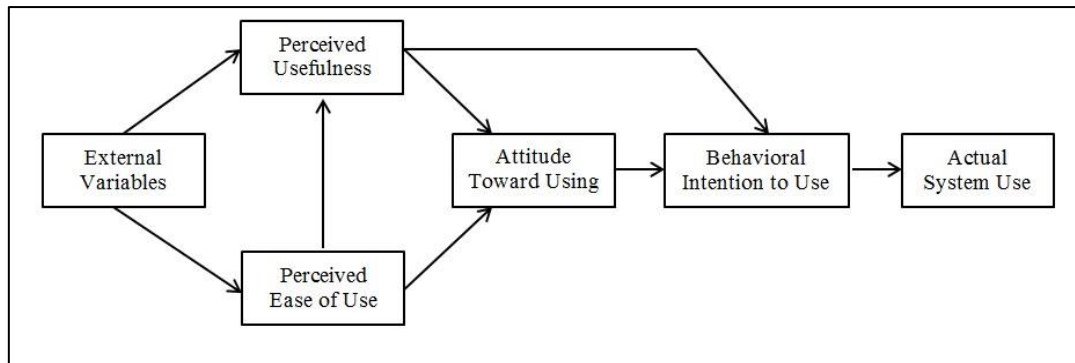 Perceived
Usefulness
External
Variables
Attitude
Toward Using
Behavioral
Intention to Use
Actual
System Use
Perceived
Ease of Use